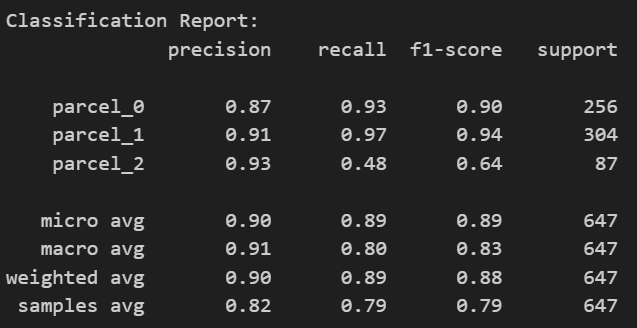 Classification Report:
precision recall f1-score support
parcel_0 0.87 0.93 0.90 256
parcel_1 0.91 0.97 0.94 304
parcel_2 0.93 0.48 0.64 87
micro avg 0.90 0.89 0.89 647
macro avg 0.91 0.80 0.83 647
weighted avg 0.90 0.89 0.88 647
samples avg 0.82 0.79 0.79 647